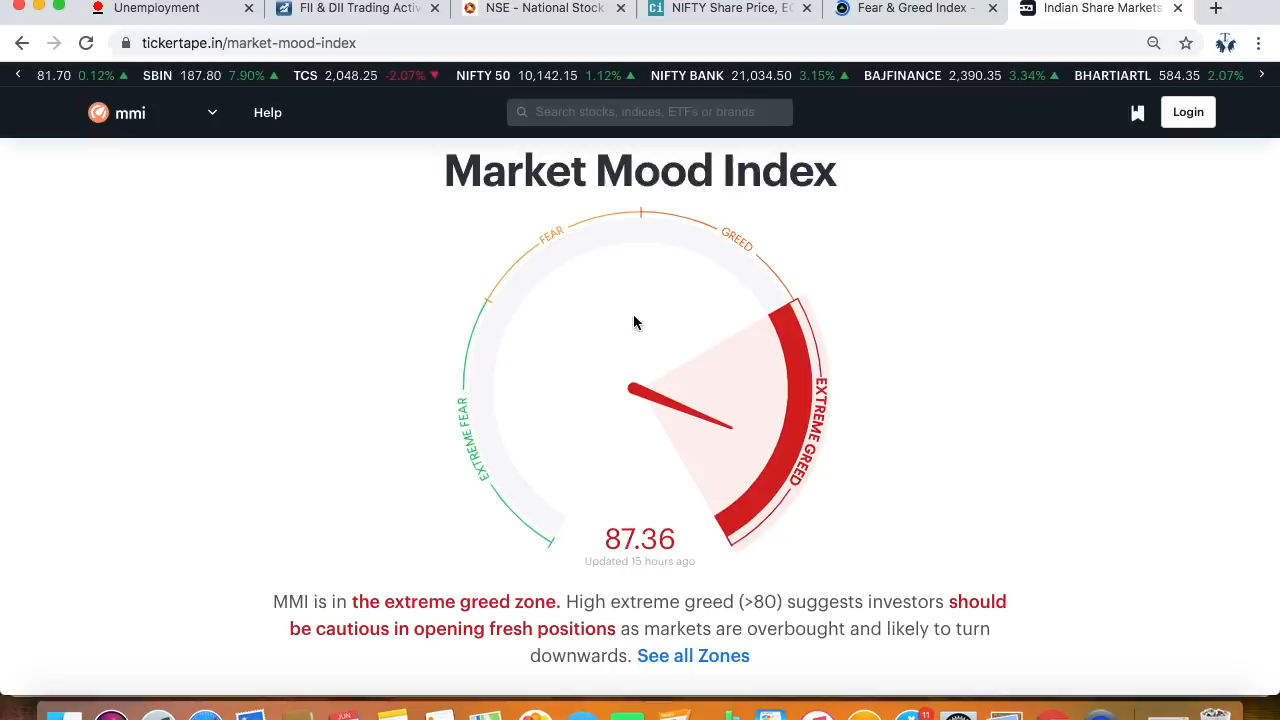 Unemployment
FII & DII Trading Activ
NSE - National Stock
NIFTY Share Price, EC
Fear & Greed Index -
Indian Share Markets
tickertape.in/market-mood-index
81.70 0.12% ▲ SBIN 187.80 7.90% ▲ TCS 2,048.25 -2.07% ▼ NIFTY 50 10,142.15 1.12% ▲ NIFTY BANK 21,034.50 3.15% ▲ BAJFINANCE 2,390.35 3.34% ▲ BHARTIARTL 584.35 2.07%
mmi
Help
Search stocks, indices, ETFs or brands
Login
Market Mood Index
FEAR
GREED
EXTREME FEAR
EXTREME GREED
87.36
Updated 15 hours ago
MMI is in the extreme greed zone. High extreme greed (>80) suggests investors should
be cautious in opening fresh positions as markets are overbought and likely to turn
downwards. See all Zones
JUN
11